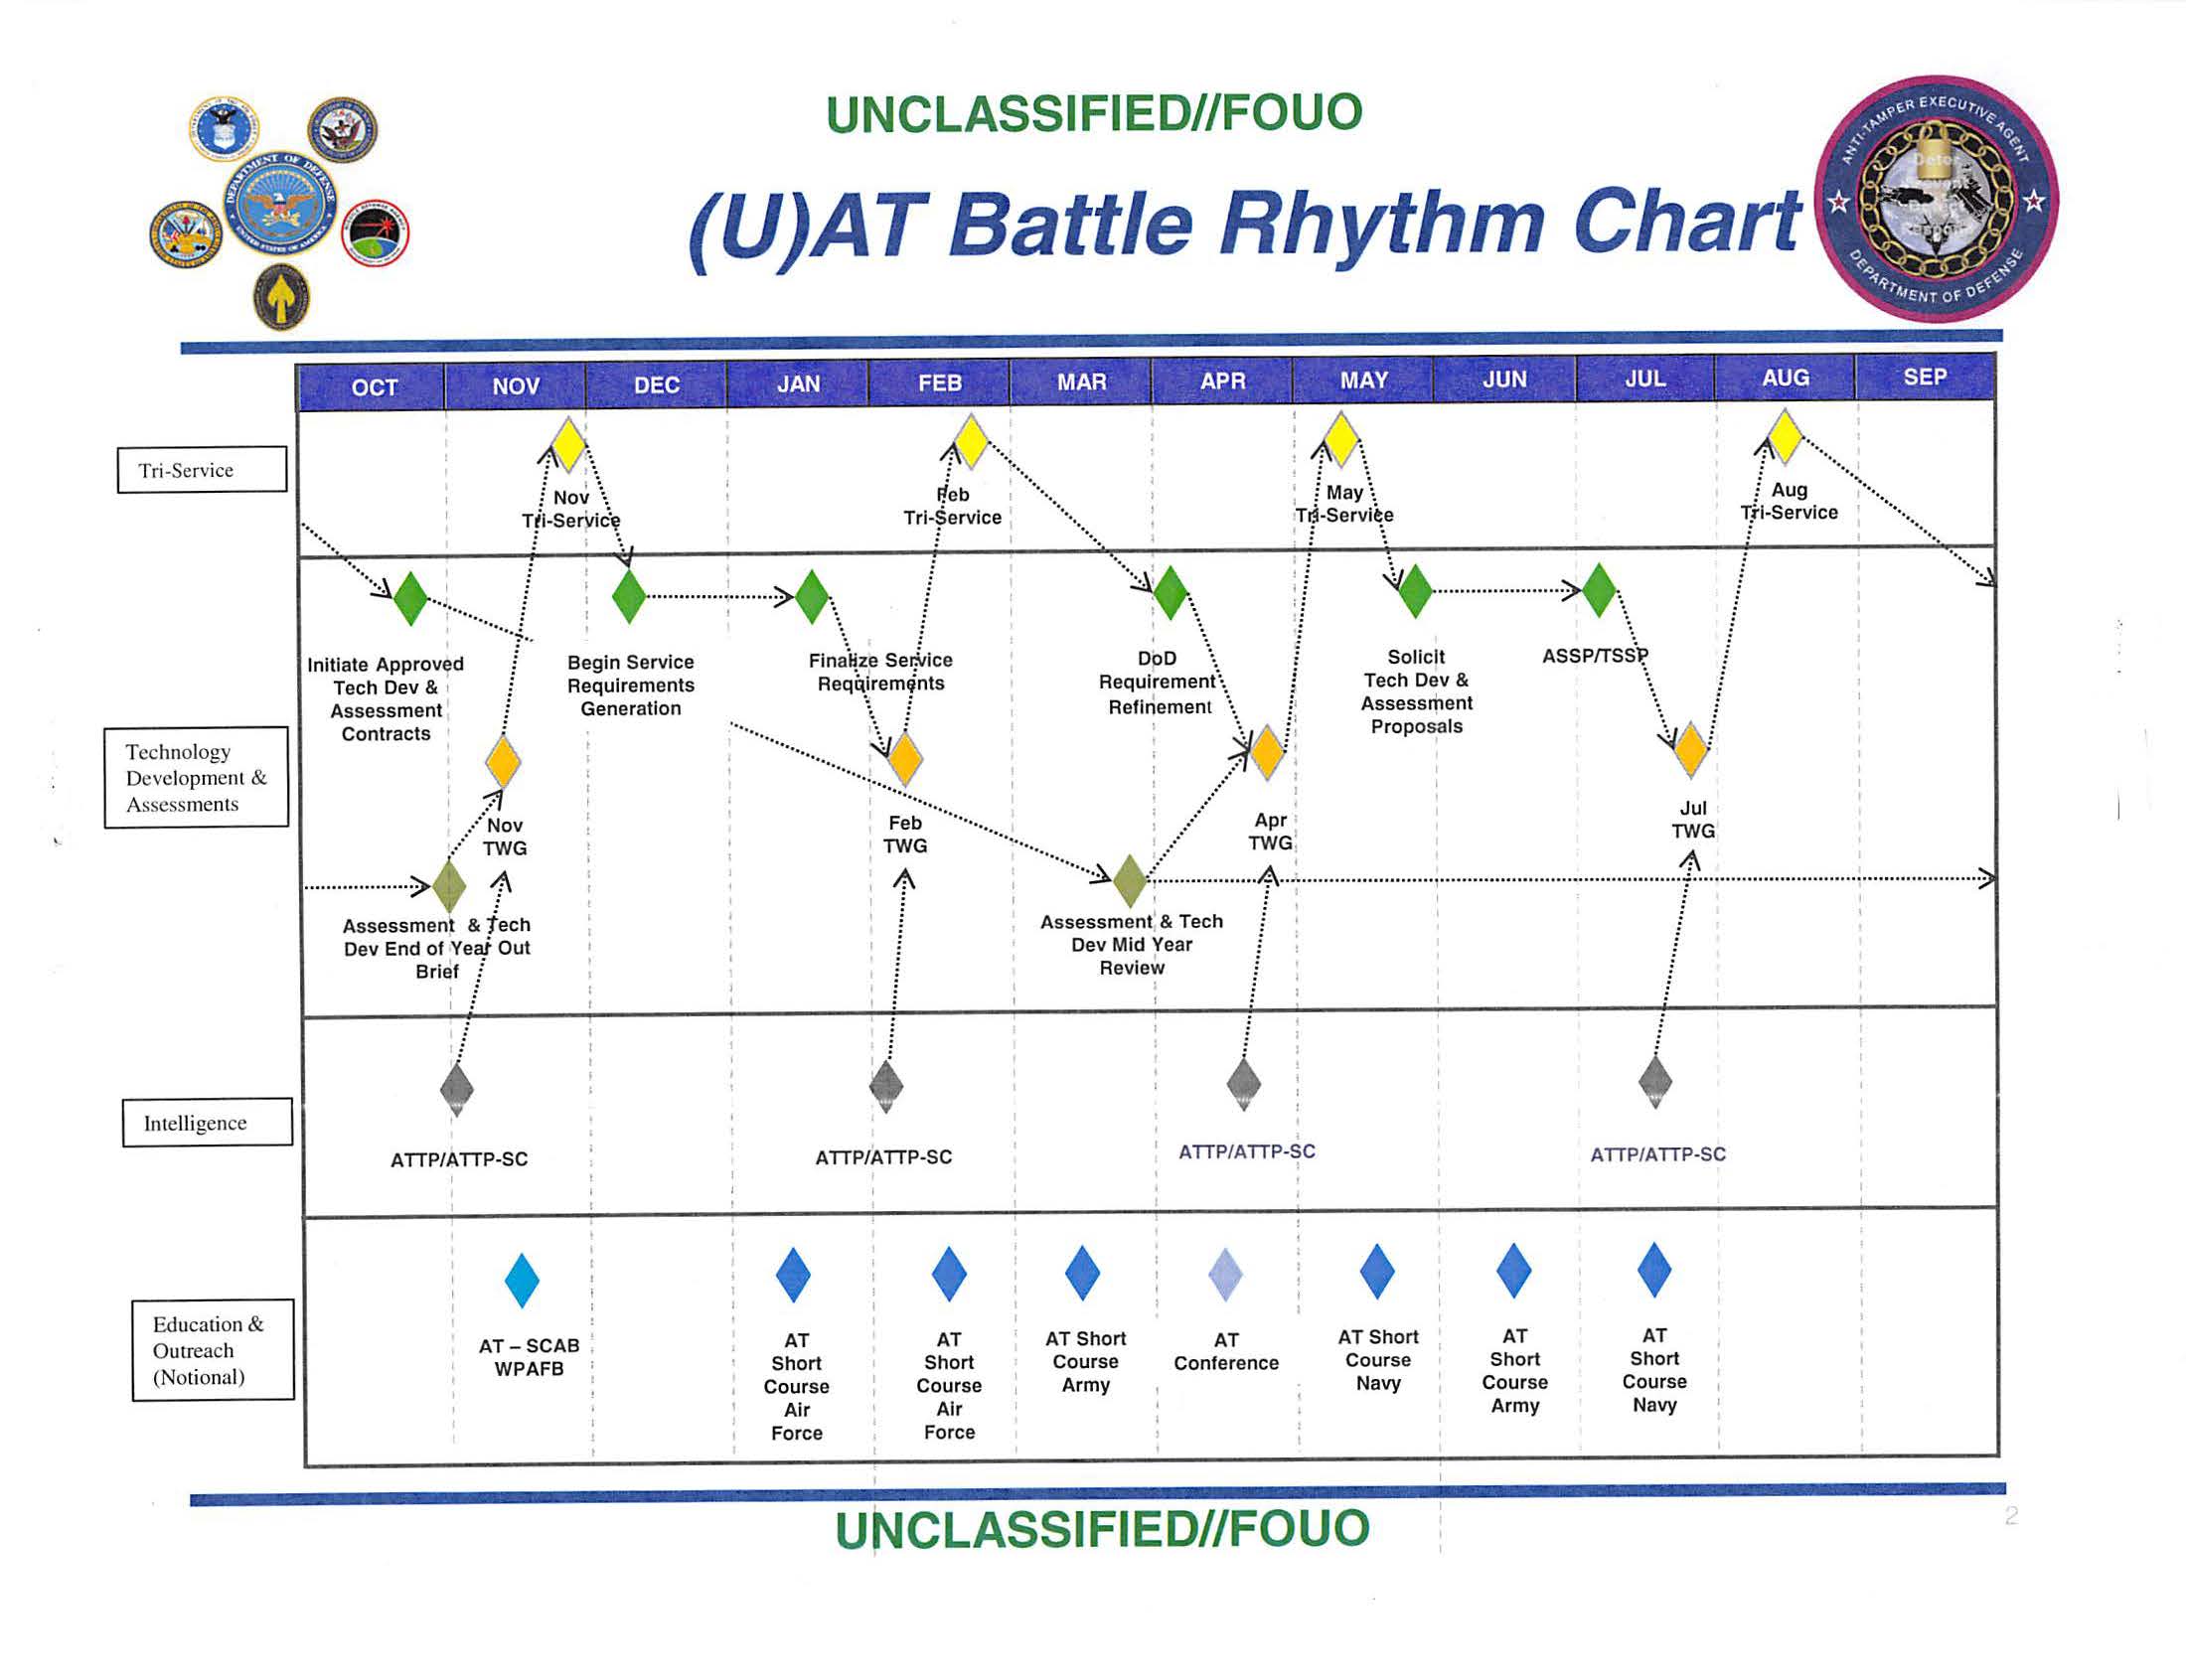 UNCLASSIFIED//FOUO
(U)AT Battle Rhythm Chart
DEPARTMENT OF DEFENSE
UNITED STATES OF AMERICA
ANTI-TAMPER EXECUTIVE AGENT
DEPARTMENT OF DEFENSE
OCT NOV DEC JAN FEB MAR APR MAY JUN JUL AUG SEP
Tri-Service
Nov
Tri-Service
Feb
Tri-Service
May
Tri-Service
Aug
Tri-Service
Technology
Development &
Assessments
Initiate Approved
Tech Dev &
Assessment
Contracts
Begin Service
Requirements
Generation
Finalize Service
Requirements
DoD
Requirement
Refinement
Solicit
Tech Dev &
Assessment
Proposals
ASSP/TSSP
Nov
TWG
Feb
TWG
Apr
TWG
Jul
TWG
Assessment & Tech
Dev End of Year Out
Brief
Assessment & Tech
Dev Mid Year
Review
Intelligence
ATTP/ATTP-SC
ATTP/ATTP-SC
ATTP/ATTP-SC
ATTP/ATTP-SC
Education &
Outreach
(Notional)
AT – SCAB
WPAFB
AT
Short
Course
Air
Force
AT
Short
Course
Air
Force
AT Short
Course
Army
AT
Conference
AT Short
Course
Navy
AT
Short
Course
Army
AT
Short
Course
Navy
UNCLASSIFIED//FOUO
2